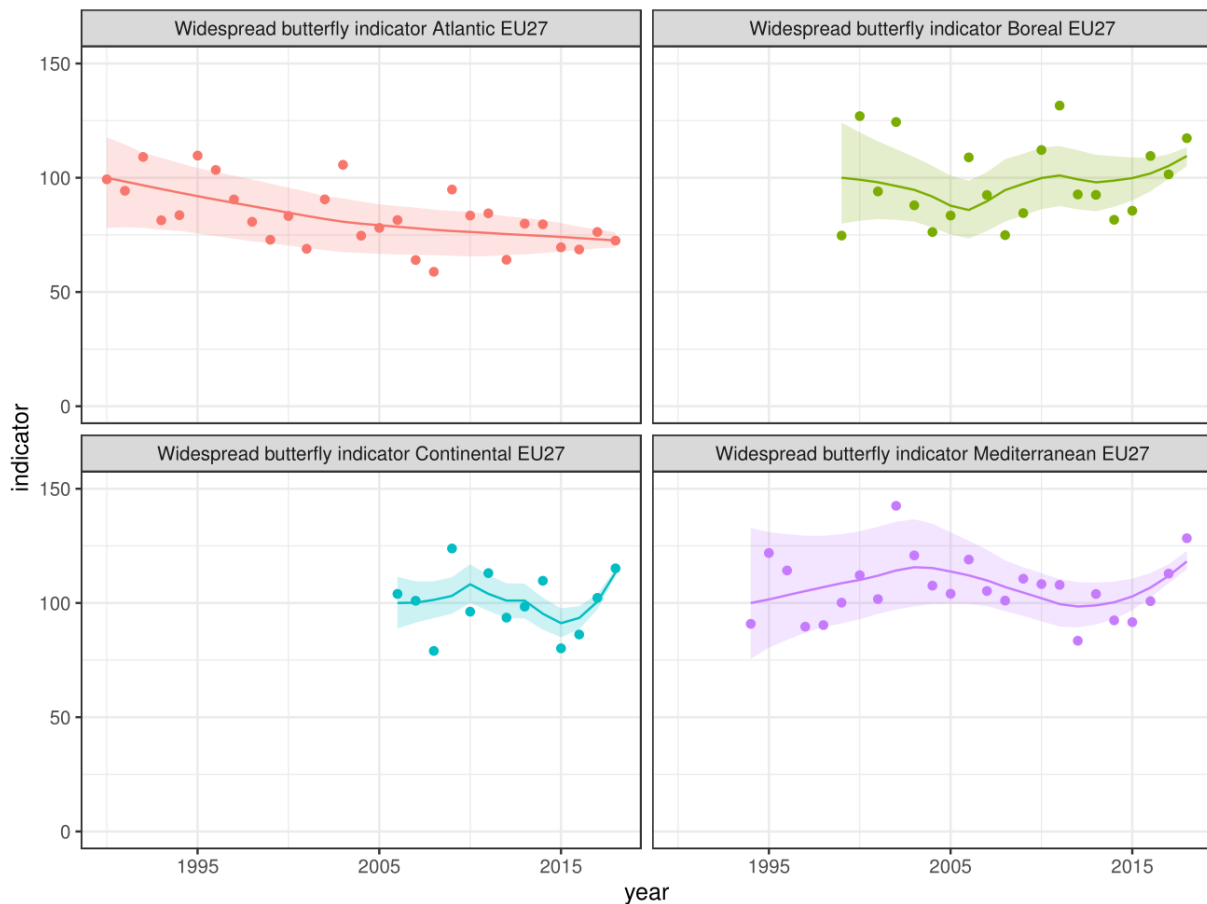 Widespread butterfly indicator Atlantic EU27
Widespread butterfly indicator Boreal EU27
150
100
50
0
indicator
Widespread butterfly indicator Continental EU27
Widespread butterfly indicator Mediterranean EU27
150
100
50
0
1995
2005
2015
1995
2005
2015
year